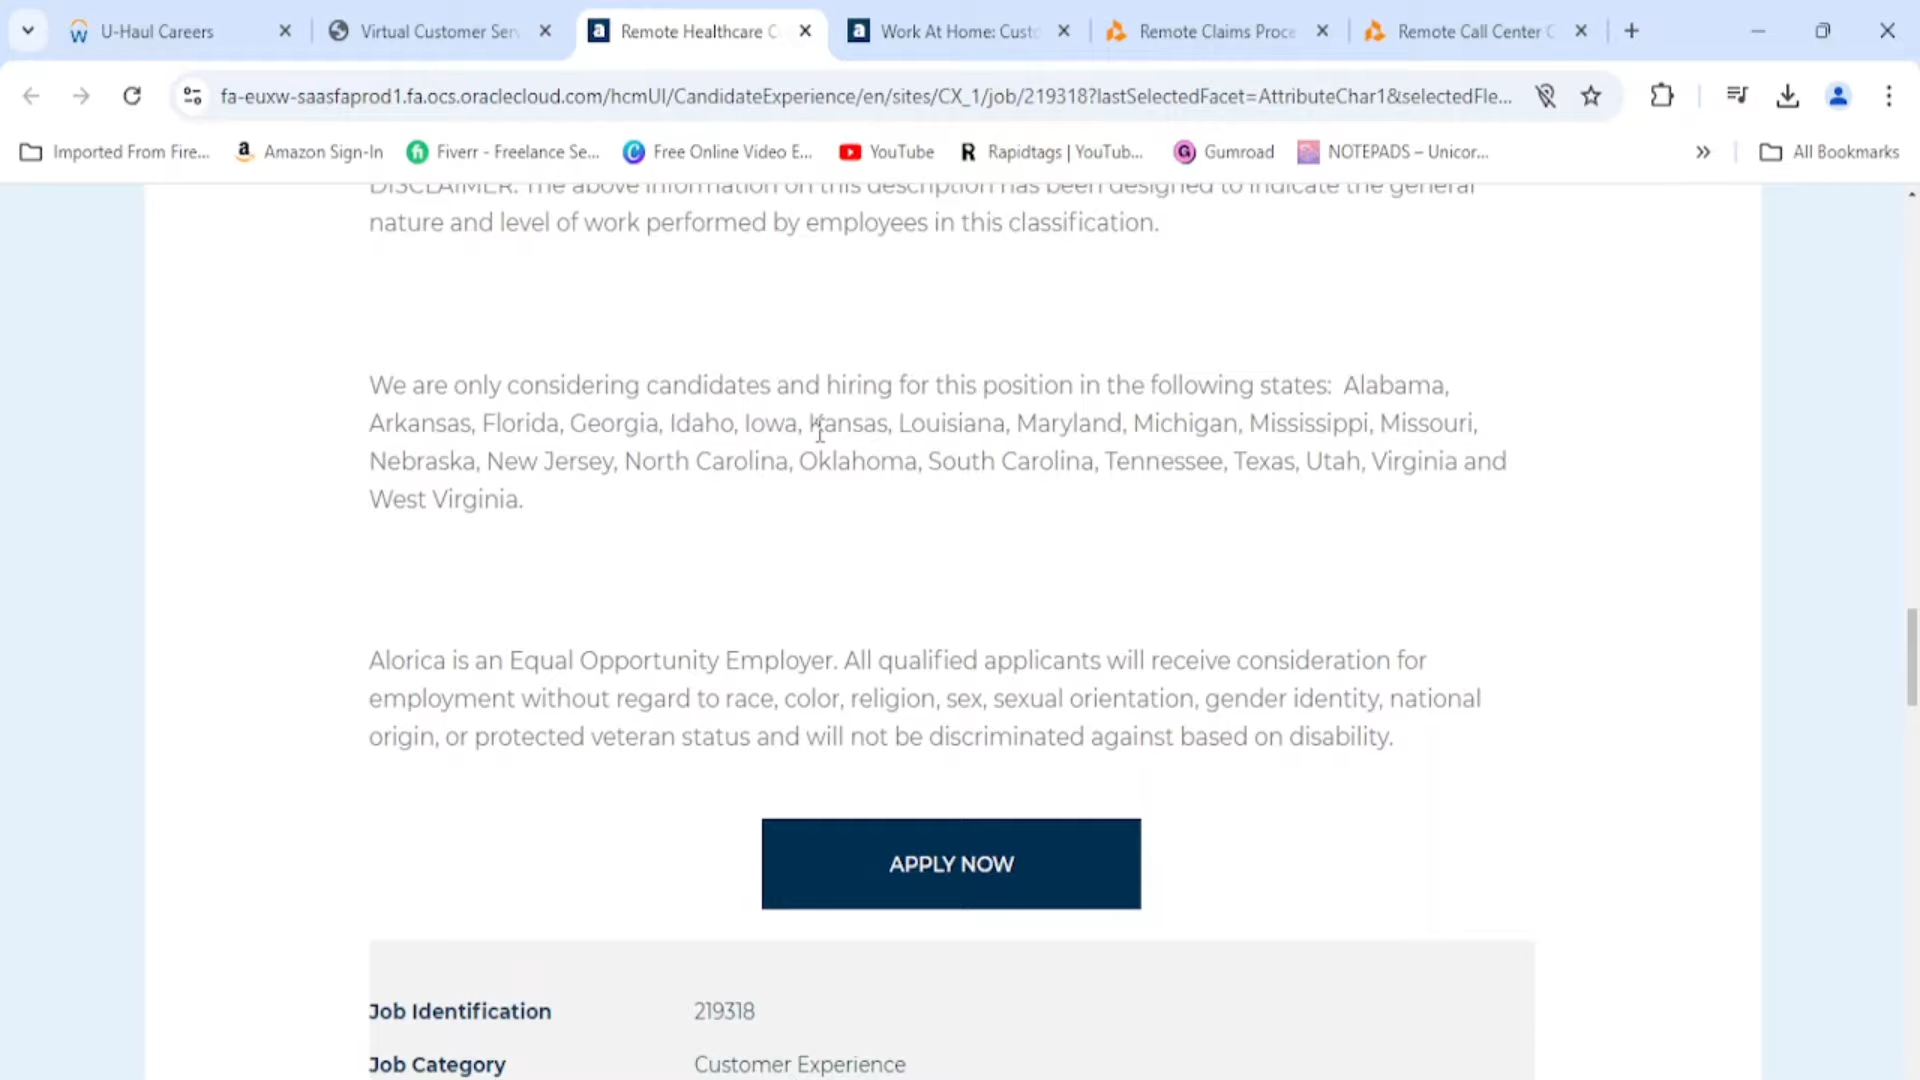 U-Haul Careers
Virtual Customer Serv
Remote Healthcare C
Work At Home: Custo
Remote Claims Proce
Remote Call Center C
fa-euxw-saasfaprod1.fa.ocs.oraclecloud.com/hcmUI/CandidateExperience/en/sites/CX_1/job/219318?lastSelectedFacet=AttributeChar1&selectedFle...
Imported From Fire...
Amazon Sign-In
Fiverr - Freelance Se...
Free Online Video E...
YouTube
Rapidtags | YouTub...
Gumroad
NOTEPADS – Unicor...
All Bookmarks
DISCLAIMER: The above information on this description has been designed to indicate the general
nature and level of work performed by employees in this classification.
We are only considering candidates and hiring for this position in the following states:  Alabama,
Arkansas, Florida, Georgia, Idaho, Iowa, Kansas, Louisiana, Maryland, Michigan, Mississippi, Missouri,
Nebraska, New Jersey, North Carolina, Oklahoma, South Carolina, Tennessee, Texas, Utah, Virginia and
West Virginia.
Alorica is an Equal Opportunity Employer. All qualified applicants will receive consideration for
employment without regard to race, color, religion, sex, sexual orientation, gender identity, national
origin, or protected veteran status and will not be discriminated against based on disability.
APPLY NOW
Job Identification 219318
Job Category Customer Experience